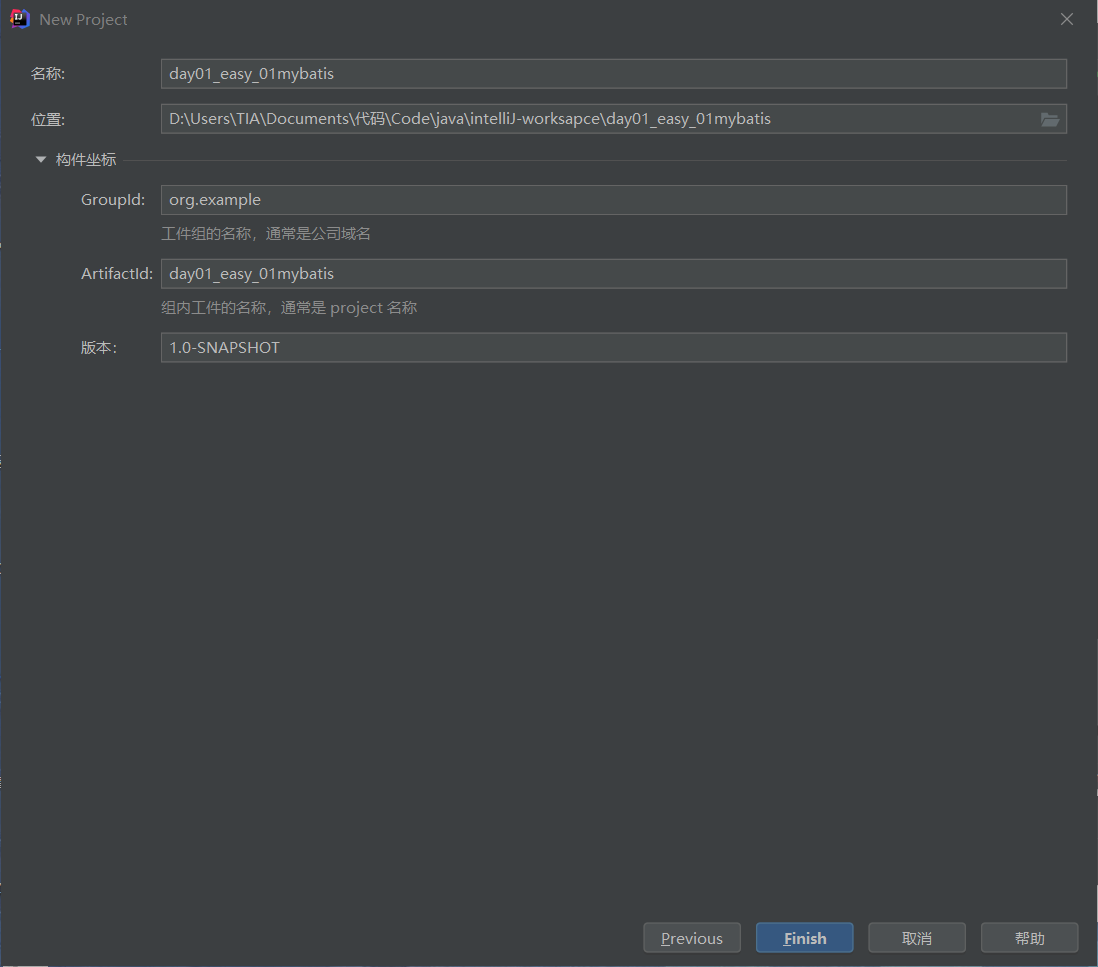 New Project
名称: day01_easy_01mybatis
位置: D:\Users\TIA\Documents\代码\Code\java\intelliJ-worksapce\day01_easy_01mybatis
构件坐标
GroupId: org.example
工件组的名称，通常是公司域名
ArtifactId: day01_easy_01mybatis
组内工件的名称，通常是 project 名称
版本: 1.0-SNAPSHOT
Previous Finish 取消 帮助